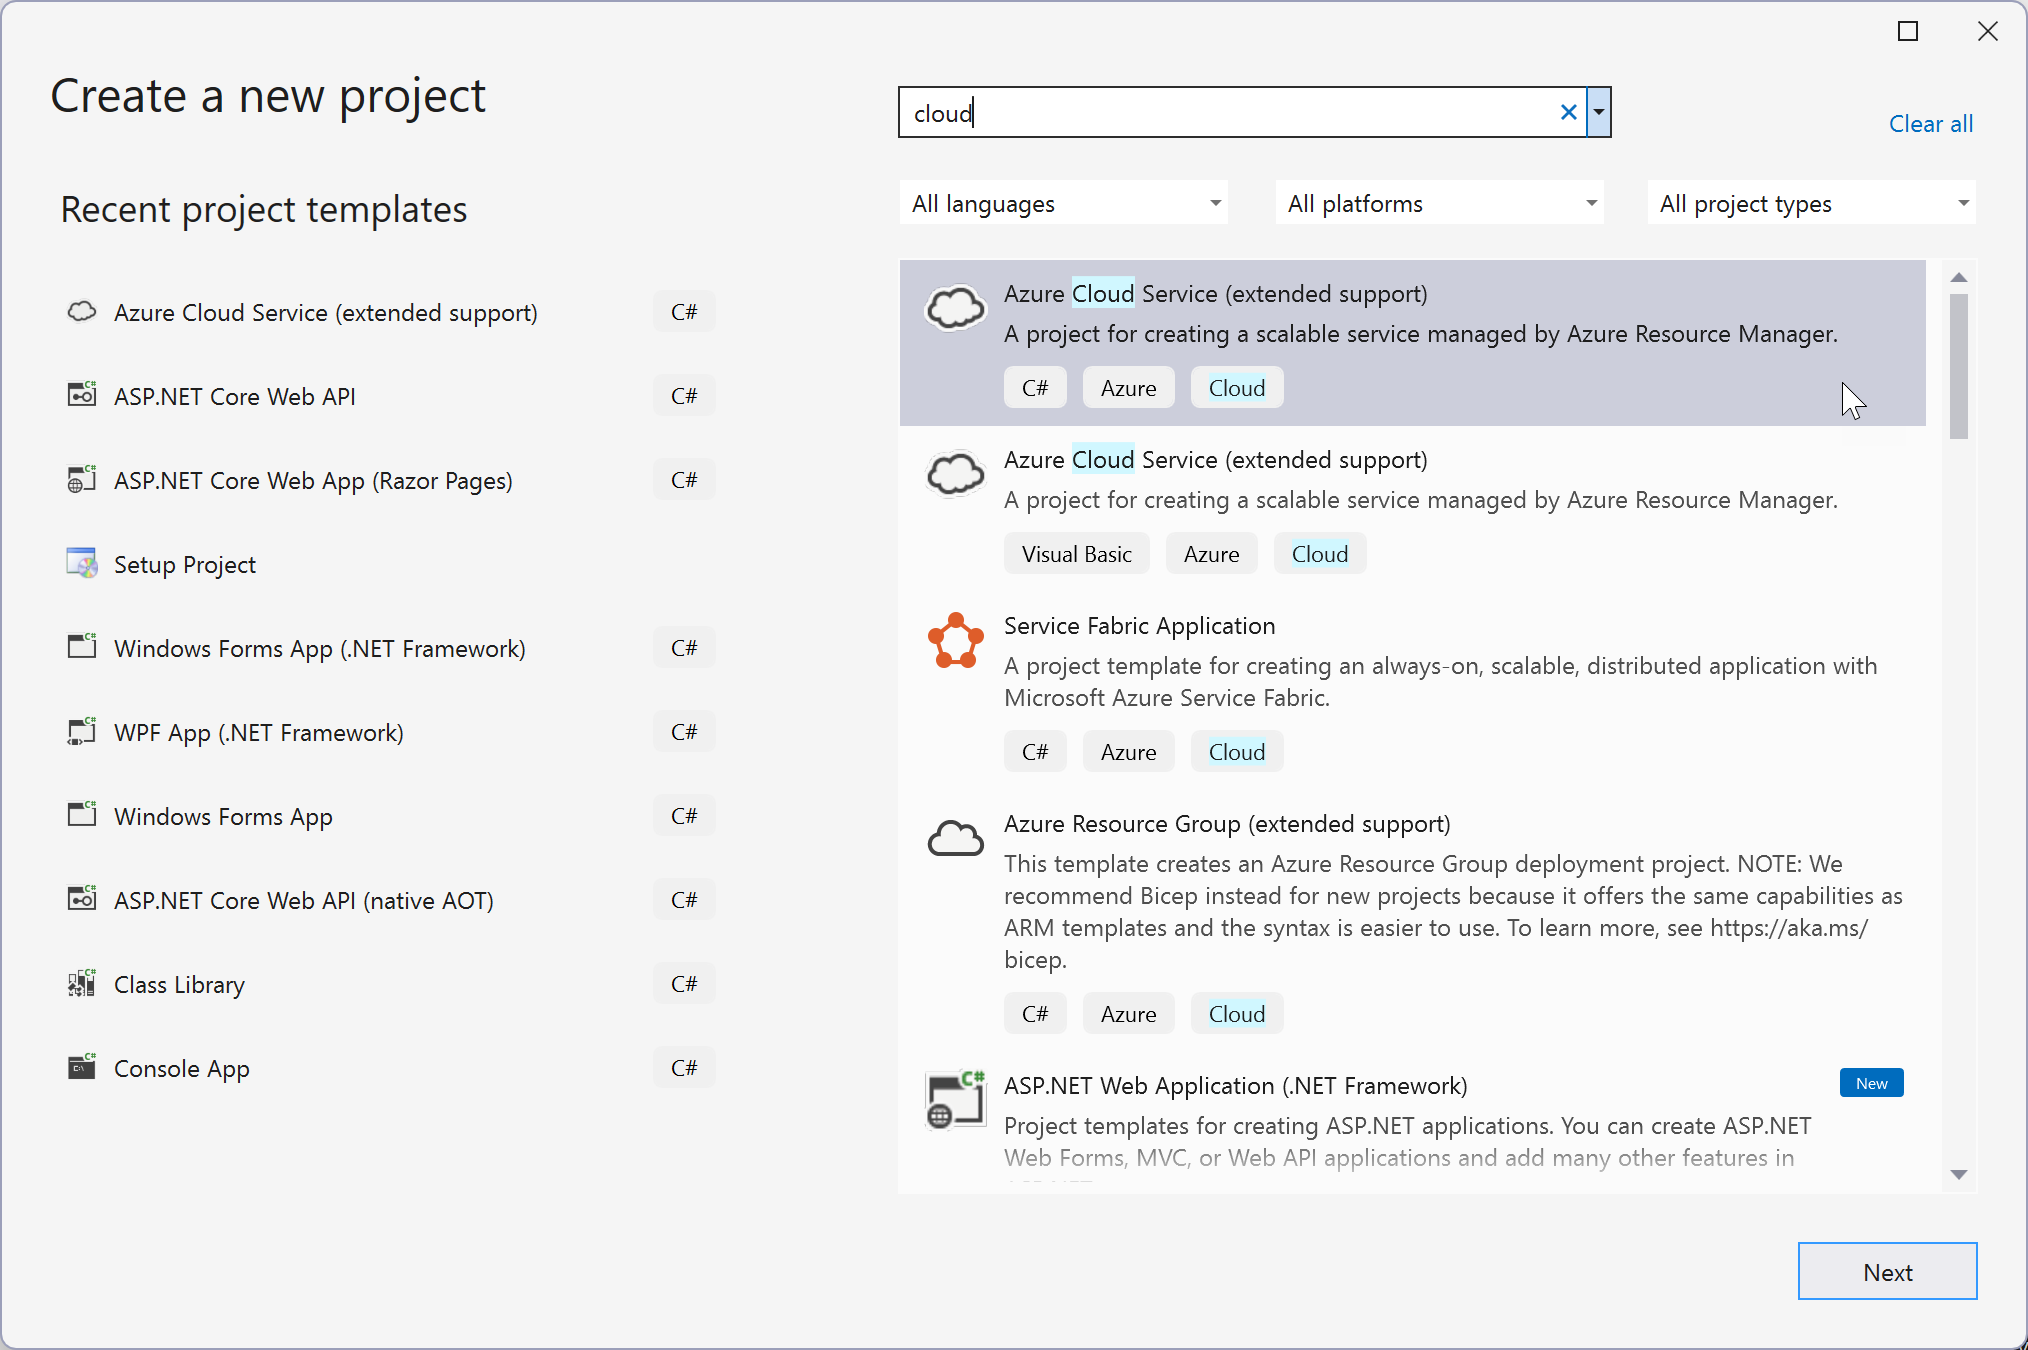 Create a new project
cloud
Clear all
All languages
All platforms
All project types
Recent project templates
Azure Cloud Service (extended support) C#
ASP.NET Core Web API C#
ASP.NET Core Web App (Razor Pages) C#
Setup Project
Windows Forms App (.NET Framework) C#
WPF App (.NET Framework) C#
Windows Forms App C#
ASP.NET Core Web API (native AOT) C#
Class Library C#
Console App C#
Azure Cloud Service (extended support)
A project for creating a scalable service managed by Azure Resource Manager.
C# Azure Cloud
Azure Cloud Service (extended support)
A project for creating a scalable service managed by Azure Resource Manager.
Visual Basic Azure Cloud
Service Fabric Application
A project template for creating an always-on, scalable, distributed application with
Microsoft Azure Service Fabric.
C# Azure Cloud
Azure Resource Group (extended support)
This template creates an Azure Resource Group deployment project. NOTE: We
recommend Bicep instead for new projects because it offers the same capabilities as
ARM templates and the syntax is easier to use. To learn more, see https://aka.ms/
bicep.
C# Azure Cloud
ASP.NET Web Application (.NET Framework) New
Project templates for creating ASP.NET applications. You can create ASP.NET
Web Forms, MVC, or Web API applications and add many other features in
Next